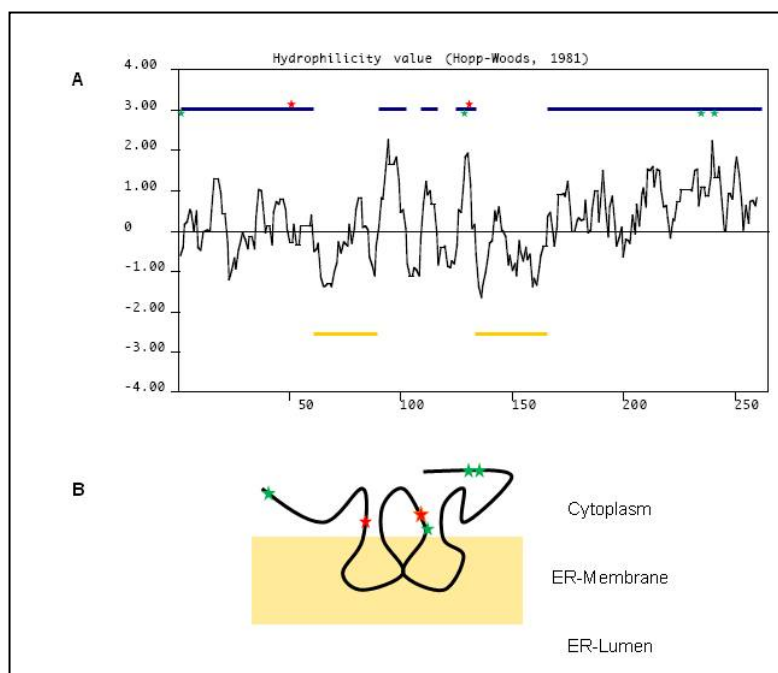 Hydrophilicity value (Hopp-Woods, 1981)
A
4.00
3.00
2.00
1.00
0
-1.00
-2.00
-3.00
-4.00
50
100
150
200
250
B
Cytoplasm
ER-Membrane
ER-Lumen